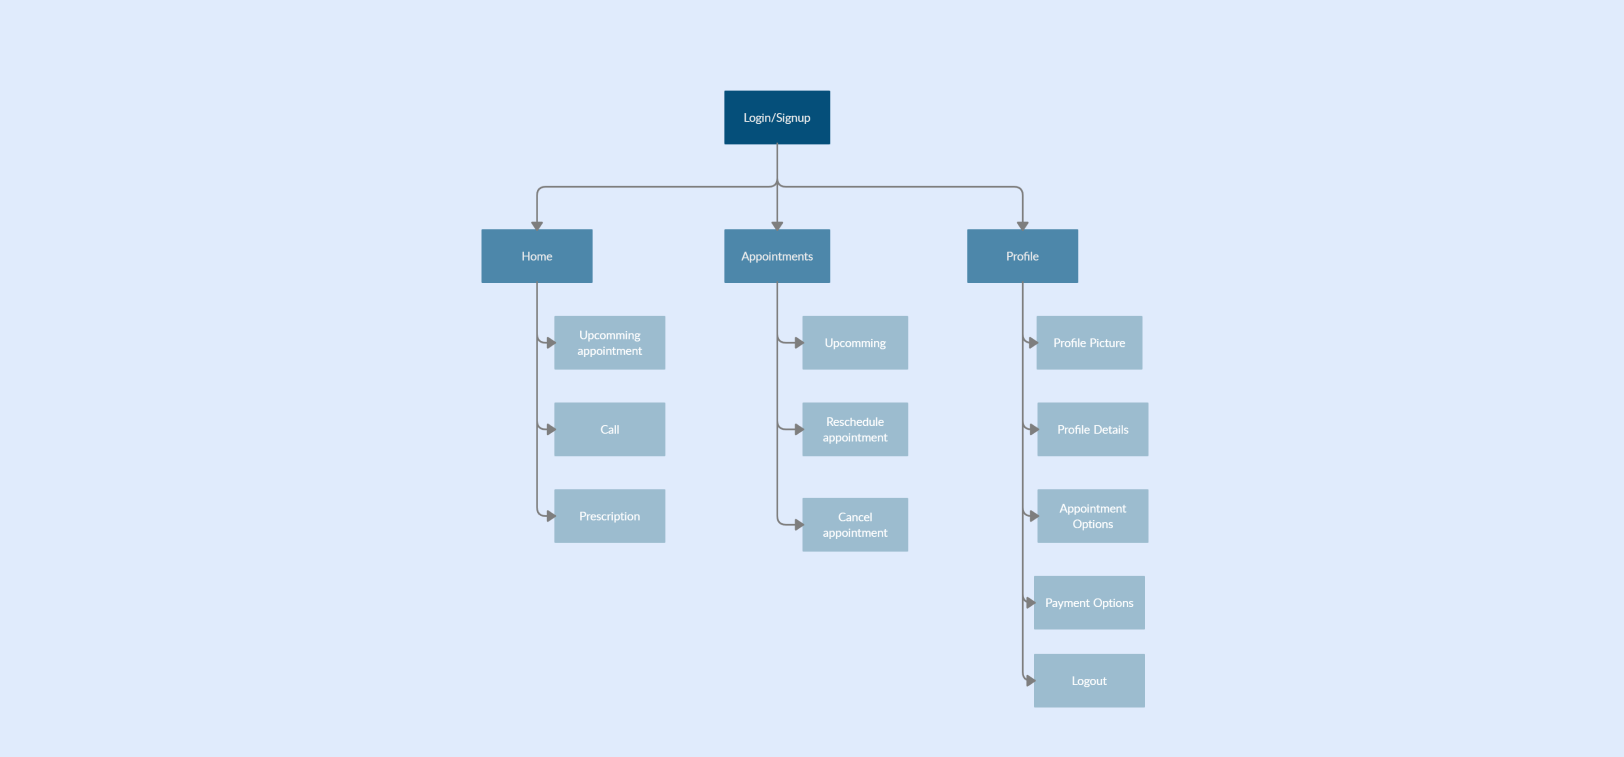 Login/Signup
Home
Appointments
Profile
Upcomming
appointment
Call
Prescription
Upcomming
Reschedule
appointment
Cancel
appointment
Profile Picture
Profile Details
Appointment
Options
Payment Options
Logout